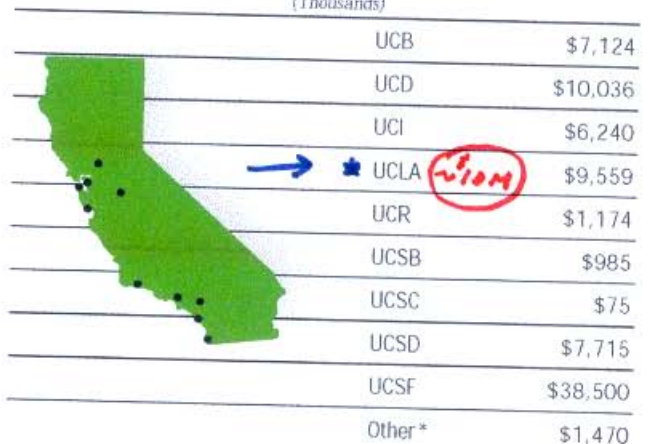 (Thousands)
UCB $7,124
UCD $10,036
UCI $6,240
UCLA ~$10M $9,559
UCR $1,174
UCSB $985
UCSC $75
UCSD $7,715
UCSF $38,500
Other* $1,470